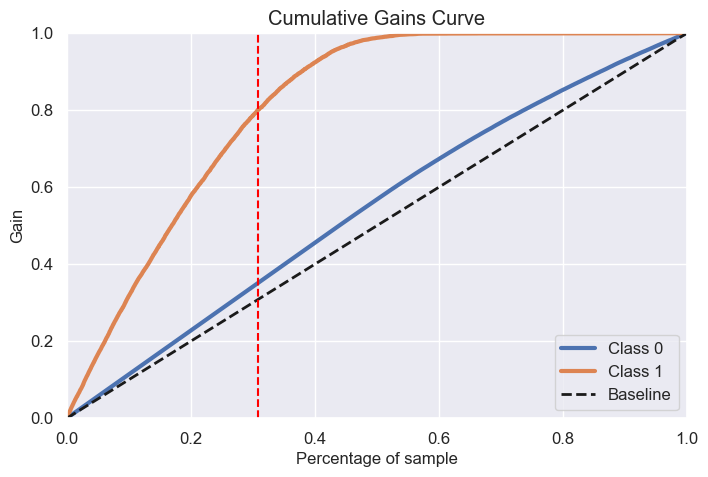 Cumulative Gains Curve
1.0
0.8
0.6
0.4
0.2
0.0
Gain
Class 0
Class 1
Baseline
0.0 0.2 0.4 0.6 0.8 1.0
Percentage of sample